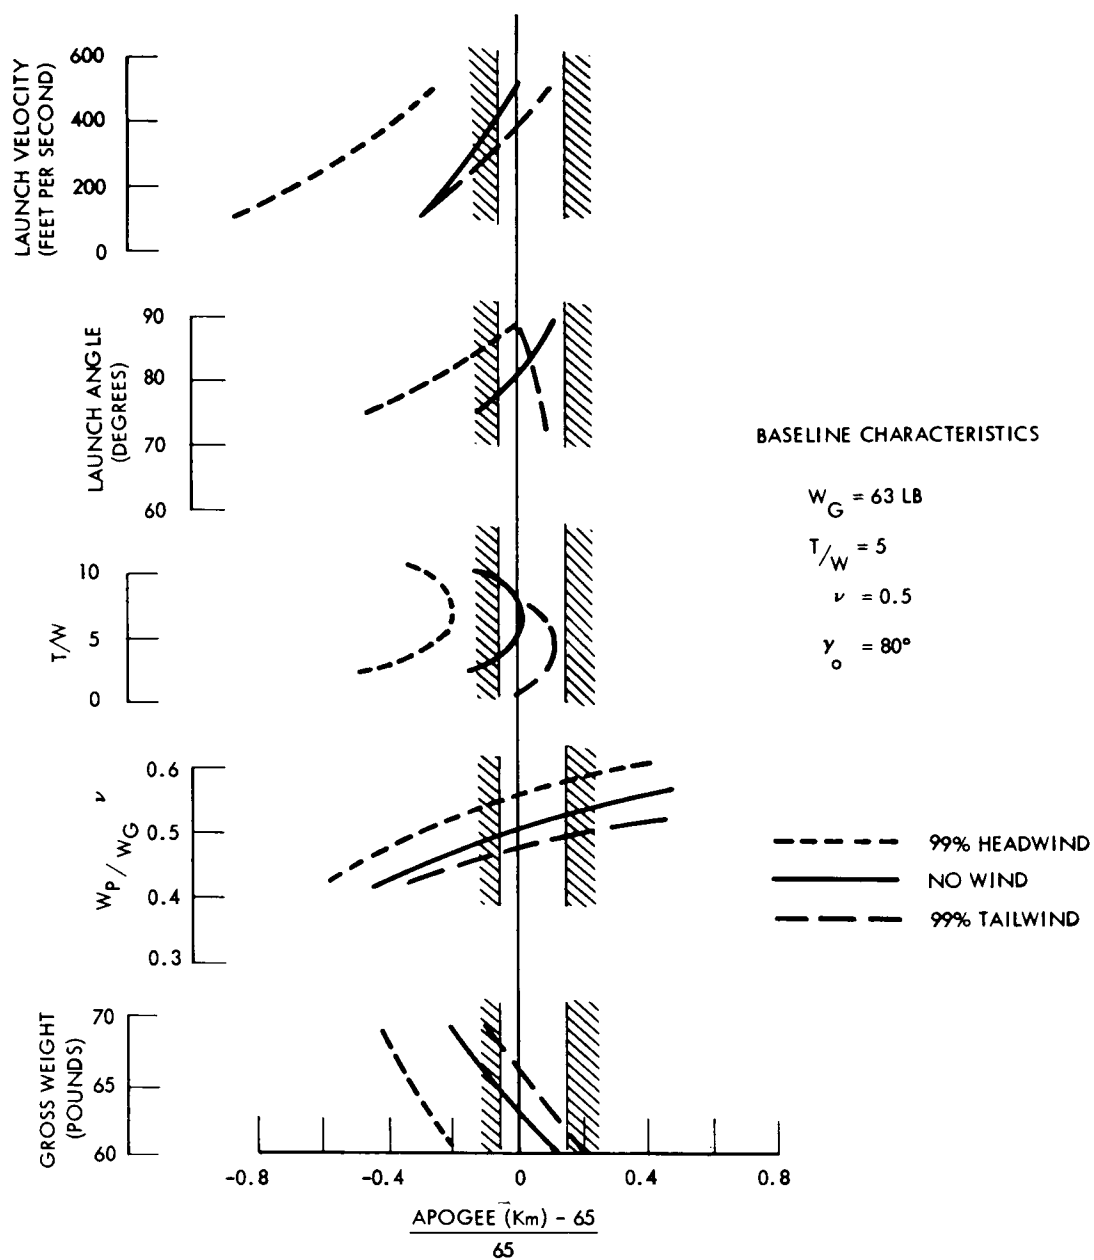 LAUNCH VELOCITY
(FEET PER SECOND)
600
400
200
0
LAUNCH ANGLE
(DEGREES)
90
80
70
60
T/W
10
5
0
W_P / W_G ν
0.6
0.5
0.4
0.3
GROSS WEIGHT
(POUNDS)
70
65
60
-0.8
-0.4
0
0.4
0.8
APOGEE (Km) - 65
65
BASELINE CHARACTERISTICS
W_G = 63 LB
T/W = 5
ν = 0.5
γ_o = 80°
99% HEADWIND
NO WIND
99% TAILWIND